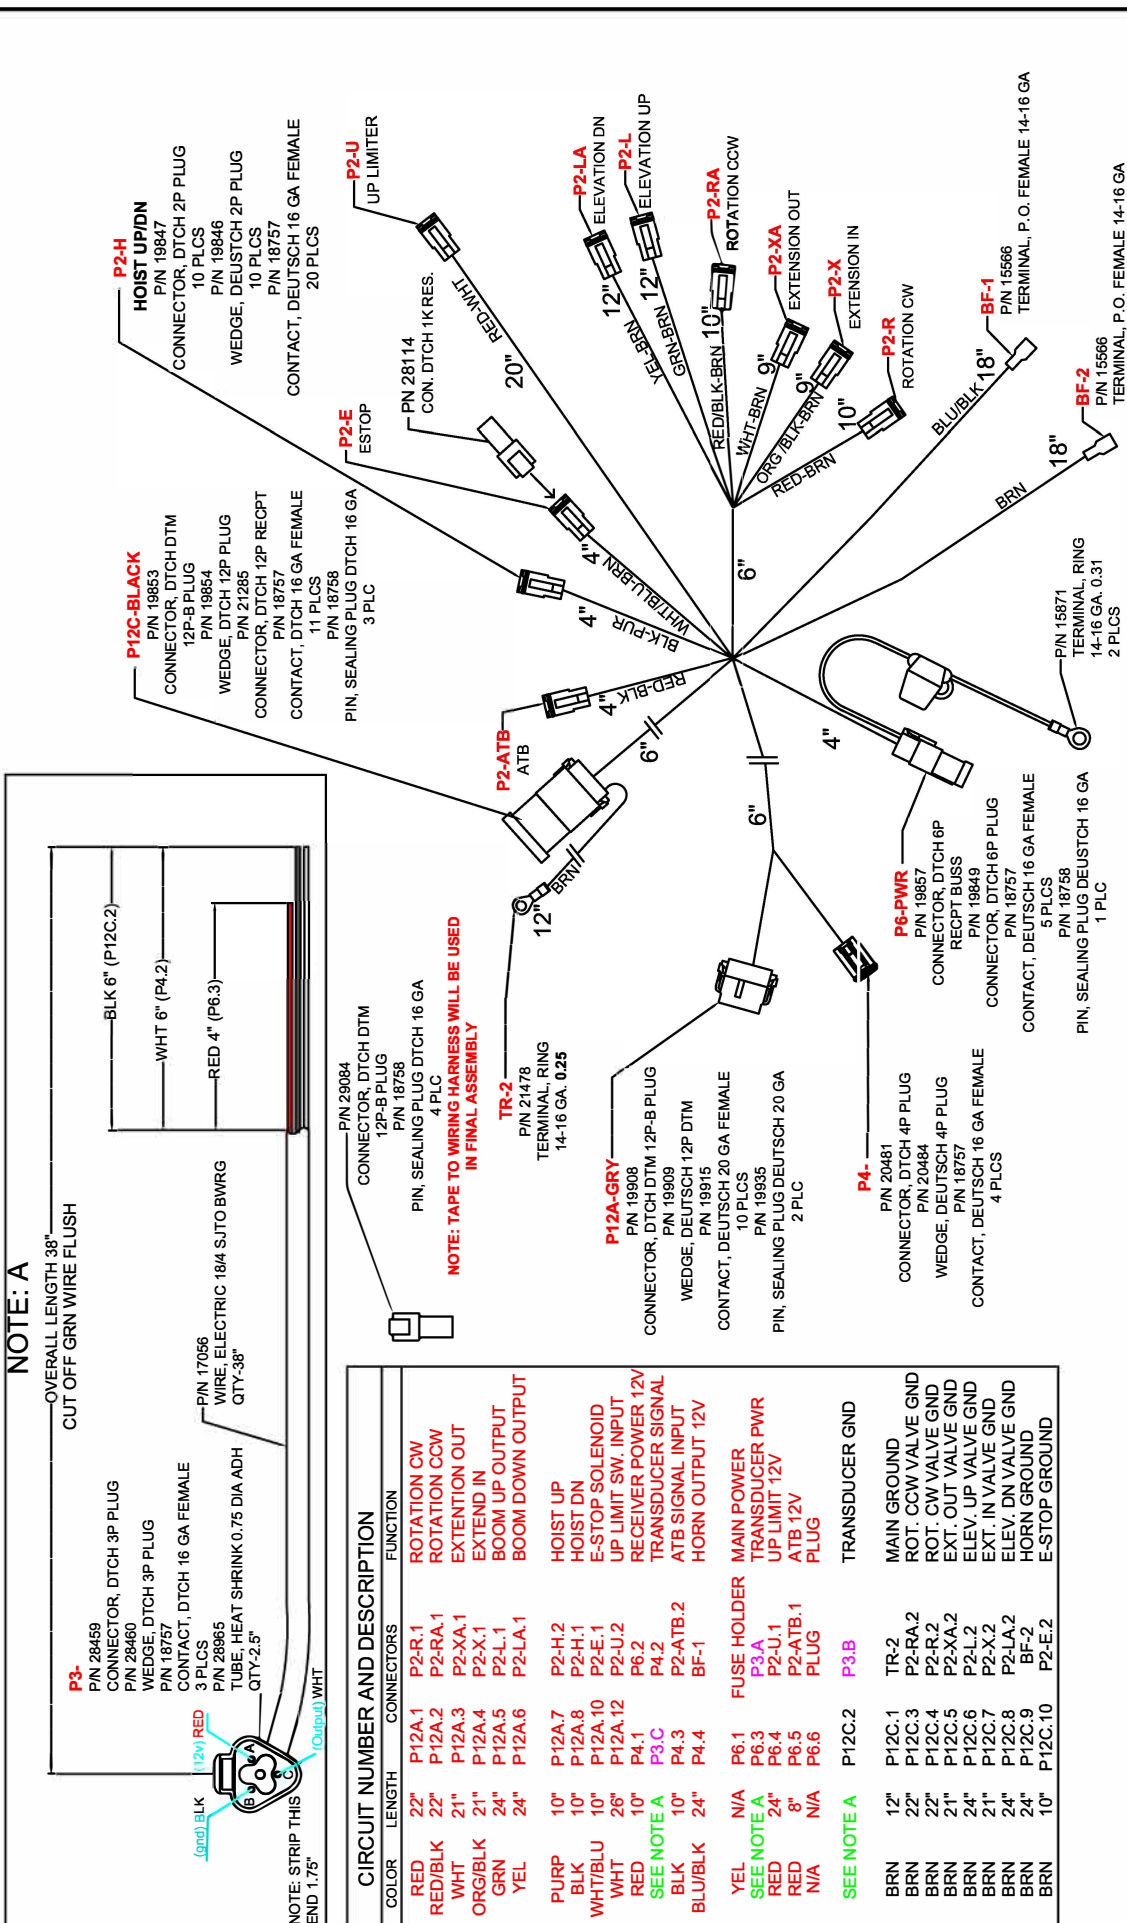 NOTE: A
OVERALL LENGTH 38"
CUT OFF GRN WIRE FLUSH
BLK 6" (P12C.2)
WHT 6" (P4.2)
RED 4" (P6.3)
P3-
P/N 28459
CONNECTOR, DTCH 3P PLUG
P/N 28460
WEDGE, DTCH 3P PLUG
P/N 18757
CONTACT, DTCH 16 GA FEMALE
3 PLCS
P/N 28965
TUBE, HEAT SHRINK 0.75 DIA ADH
QTY-2.5"
P/N 17056
WIRE, ELECTRIC 18/4 SJTO BWRG
QTY-38"
(gnd) BLK
(12v) RED
(Output) WHT
A
B
C
NOTE: STRIP THIS
END 1.75"
P12C-BLACK
P/N 19853
CONNECTOR, DTCH DTM
12P-B PLUG
P/N 19854
WEDGE, DTCH 12P PLUG
P/N 21285
CONNECTOR, DTCH 12P RECPT
P/N 18757
CONTACT, DTCH 16 GA FEMALE
11 PLCS
P/N 18758
PIN, SEALING PLUG DTCH 16 GA
3 PLC
P2-H
HOIST UP/DN
P/N 19847
CONNECTOR, DTCH 2P PLUG
10 PLCS
P/N 19846
WEDGE, DEUSTCH 2P PLUG
10 PLCS
P/N 18757
CONTACT, DEUTSCH 16 GA FEMALE
20 PLCS
P2-E
ESTOP
PN 28114
CON. DTCH 1K RES.
P2-U
UP LIMITER
RED-WHT
20"
P2-LA
ELEVATION DN
P2-L
ELEVATION UP
P2-RA
ROTATION CCW
P2-XA
EXTENSION OUT
P2-X
EXTENSION IN
P2-R
ROTATION CW
YEL-BRN
12"
GRN-BRN
12"
RED/BLK-BRN
10"
WHT-BRN
9"
ORG /BLK-BRN
9"
RED-BRN
10"
6"
BLU/BLK
18"
BF-1
P/N 15566
TERMINAL, P.O. FEMALE 14-16 GA
BRN
18"
BF-2
P/N 15566
TERMINAL, P.O. FEMALE 14-16 GA
WHT/BLU-BRN
4"
BLK-PUR
4"
RED-BLK
4"
P2-ATB
ATB
6"
BRN
12"
TR-2
P/N 21478
TERMINAL, RING
14-16 GA. 0.25
P/N 29084
CONNECTOR, DTCH DTM
12P-B PLUG
P/N 18758
PIN, SEALING PLUG DTCH 16 GA
4 PLC
NOTE: TAPE TO WIRING HARNESS WILL BE USED
IN FINAL ASSEMBLY
P12A-GRY
P/N 19908
CONNECTOR, DTCH DTM 12P-B PLUG
P/N 19909
WEDGE, DEUTSCH 12P DTM
P/N 19915
CONTACT, DEUTSCH 20 GA FEMALE
10 PLCS
P/N 19935
PIN, SEALING PLUG DEUTSCH 20 GA
2 PLC
6"
P4-
P/N 20481
CONNECTOR, DTCH 4P PLUG
P/N 20484
WEDGE, DEUTSCH 4P PLUG
P/N 18757
CONTACT, DEUTSCH 16 GA FEMALE
4 PLCS
4"
P6-PWR
P/N 19857
CONNECTOR, DTCH 6P
RECPT BUSS
P/N 19849
CONNECTOR, DTCH 6P PLUG
P/N 18757
CONTACT, DEUTSCH 16 GA FEMALE
5 PLCS
P/N 18758
PIN, SEALING PLUG DEUSTCH 16 GA
1 PLC
P/N 15871
TERMINAL, RING
14-16 GA. 0.31
2 PLCS
CIRCUIT NUMBER AND DESCRIPTION
COLOR LENGTH CONNECTORS FUNCTION
RED 22" P12A.1 P2-R.1 ROTATION CW
RED/BLK 22" P12A.2 P2-RA.1 ROTATION CCW
WHT 21" P12A.3 P2-XA.1 EXTENTION OUT
ORG/BLK 21" P12A.4 P2-X.1 EXTEND IN
GRN 24" P12A.5 P2-L.1 BOOM UP OUTPUT
YEL 24" P12A.6 P2-LA.1 BOOM DOWN OUTPUT
PURP 10" P12A.7 P2-H.2 HOIST UP
BLK 10" P12A.8 P2-H.1 HOIST DN
WHT/BLU 10" P12A.10 P2-E.1 E-STOP SOLENOID
WHT 26" P12A.12 P2-U.2 UP LIMIT SW. INPUT
RED 10" P4.1 P6.2 RECEIVER POWER 12V
SEE NOTE A P3.C P4.2 TRANSDUCER SIGNAL
BLK 10" P4.3 P2-ATB.2 ATB SIGNAL INPUT
BLU/BLK 24" P4.4 BF-1 HORN OUTPUT 12V
YEL N/A P6.1 FUSE HOLDER MAIN POWER
SEE NOTE A P6.3 P3.A TRANSDUCER PWR
RED 24" P6.4 P2-U.1 UP LIMIT 12V
RED 8" P6.5 P2-ATB.1 ATB 12V
N/A N/A P6.6 PLUG PLUG
SEE NOTE A P12C.2 P3.B TRANSDUCER GND
BRN 12" P12C.1 TR-2 MAIN GROUND
BRN 22" P12C.3 P2-RA.2 ROT. CCW VALVE GND
BRN 22" P12C.4 P2-R.2 ROT. CW VALVE GND
BRN 21" P12C.5 P2-XA.2 EXT. OUT VALVE GND
BRN 24" P12C.6 P2-L.2 ELEV. UP VALVE GND
BRN 21" P12C.7 P2-X.2 EXT. IN VALVE GND
BRN 24" P12C.8 P2-LA.2 ELEV. DN VALVE GND
BRN 24" P12C.9 BF-2 HORN GROUND
BRN 10" P12C.10 P2-E.2 E-STOP GROUND